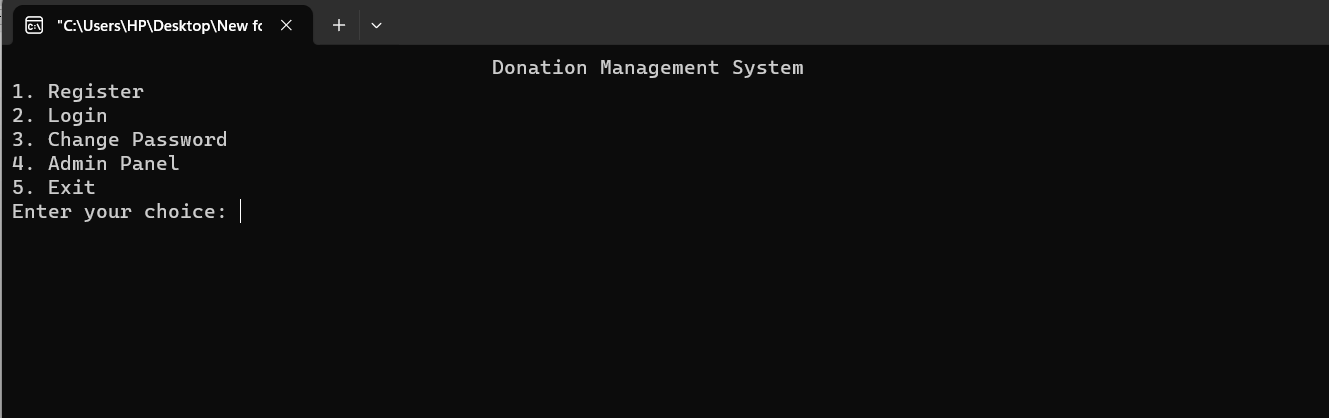 "C:\Users\HP\Desktop\New fo
Donation Management System
1. Register
2. Login
3. Change Password
4. Admin Panel
5. Exit
Enter your choice: